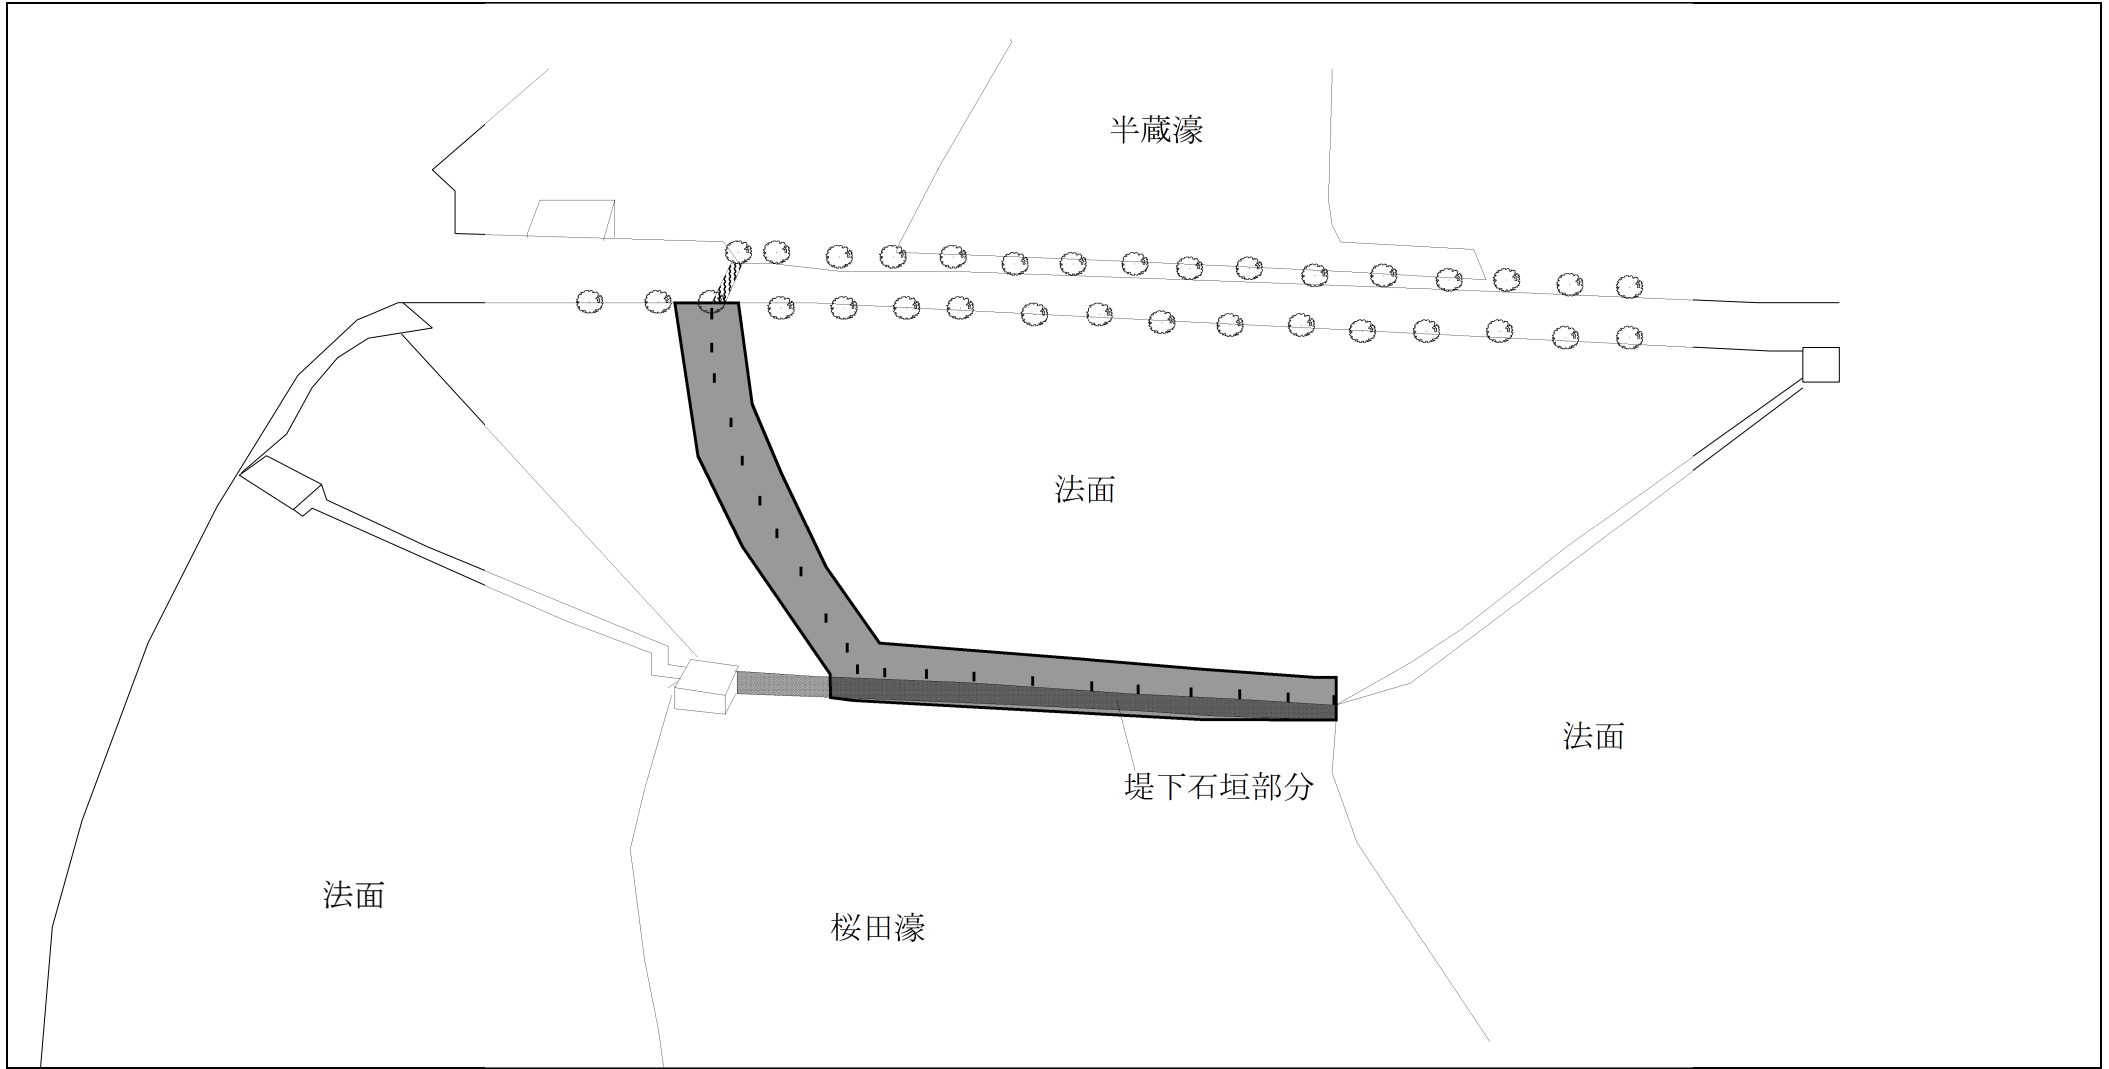 半蔵濠
法面
法面
堤下石垣部分
法面
桜田濠